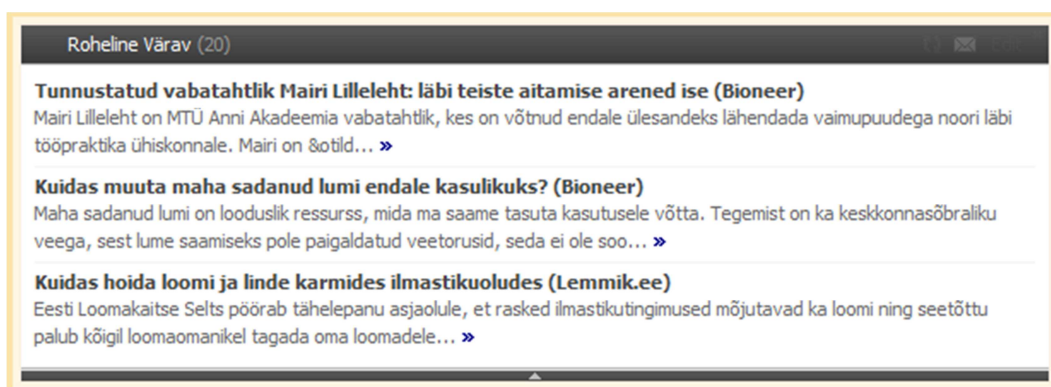 Roheline Värav (20)
Edit
Tunnustatud vabatahtlik Mairi Lilleleht: läbi teiste aitamise arened ise (Bioneer)
Mairi Lilleleht on MTÜ Anni Akadeemia vabatahtlik, kes on võtnud endale ülesandeks lähendada vaimupuudega noori läbi
tööpraktika ühiskonnale. Mairi on &otild... »
Kuidas muuta maha sadanud lumi endale kasulikuks? (Bioneer)
Maha sadanud lumi on looduslik ressurss, mida ma saame tasuta kasutusele võtta. Tegemist on ka keskkonnasõbraliku
veega, sest lume saamiseks pole paigaldatud veetorusid, seda ei ole soo... »
Kuidas hoida loomi ja linde karmides ilmastikuoludes (Lemmik.ee)
Eesti Loomakaitse Selts pöörab tähelepanu asjaolule, et rasked ilmastikutingimused mõjutavad ka loomi ning seetõttu
palub kõigil loomaomanikel tagada oma loomadele... »